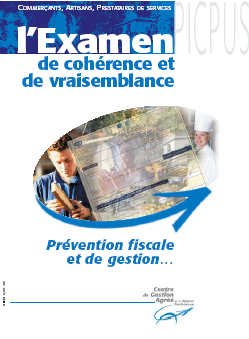 PICPUS
COMMERÇANTS, ARTISANS, PRESTATAIRES DE SERVICES
l'Examen
de cohérence et
de vraisemblance
Prévention fiscale
et de gestion...
Centre
de Gestion
Agréé